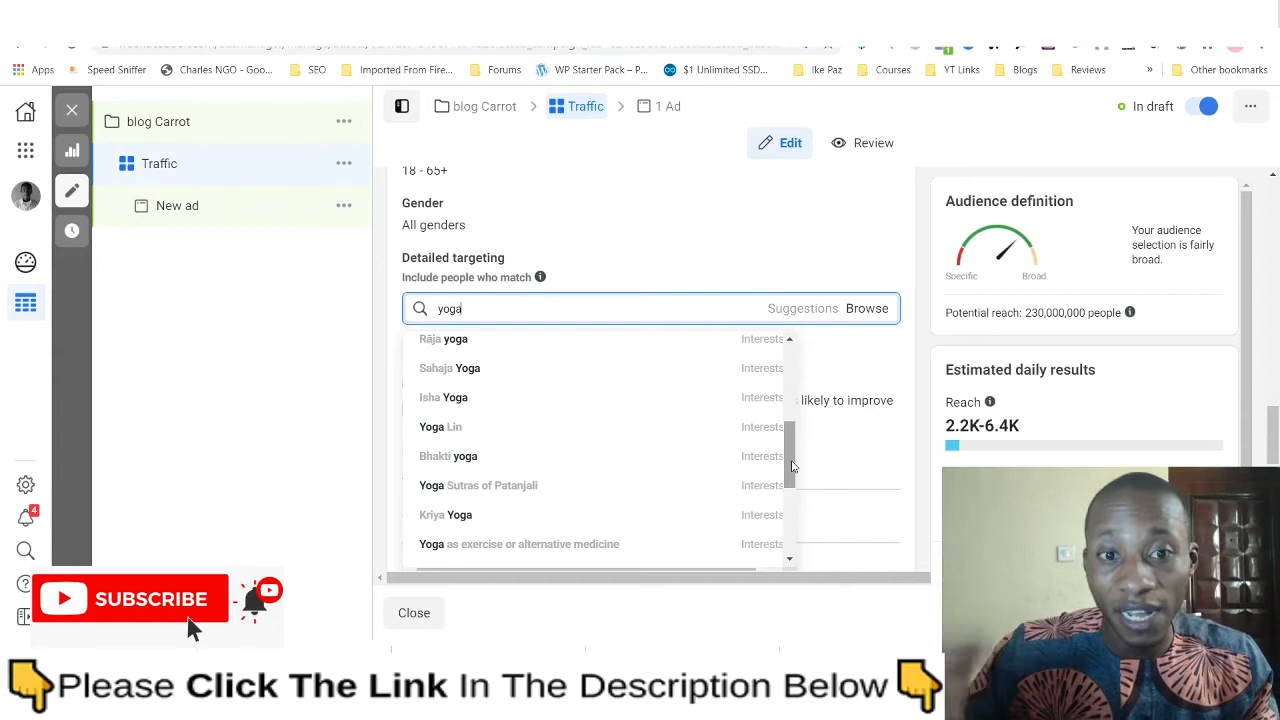 Apps
Speed Sniffer
Charles NGO - Goo...
SEO
Imported From Fire...
Forums
WP Starter Pack – P...
$1 Unlimited SSD...
Ike Paz
Courses
YT Links
Blogs
Reviews
»
Other bookmarks
blog Carrot
Traffic
1 Ad
In draft
blog Carrot
Traffic
New ad
Edit
Review
18 - 65+
Gender
All genders
Detailed targeting
Include people who match
yoga
Suggestions
Browse
Rāja yoga
Interests
Sahaja Yoga
Interests
Isha Yoga
Interests
Yoga Lin
Interests
Bhakti yoga
Interests
Yoga Sutras of Patanjali
Interests
Kriya Yoga
Interests
Yoga as exercise or alternative medicine
Interests
likely to improve
Close
Audience definition
Specific
Broad
Your audience
selection is fairly
broad.
Potential reach: 230,000,000 people
Estimated daily results
Reach
2.2K-6.4K
4
SUBSCRIBE
Please Click The Link In The Description Below